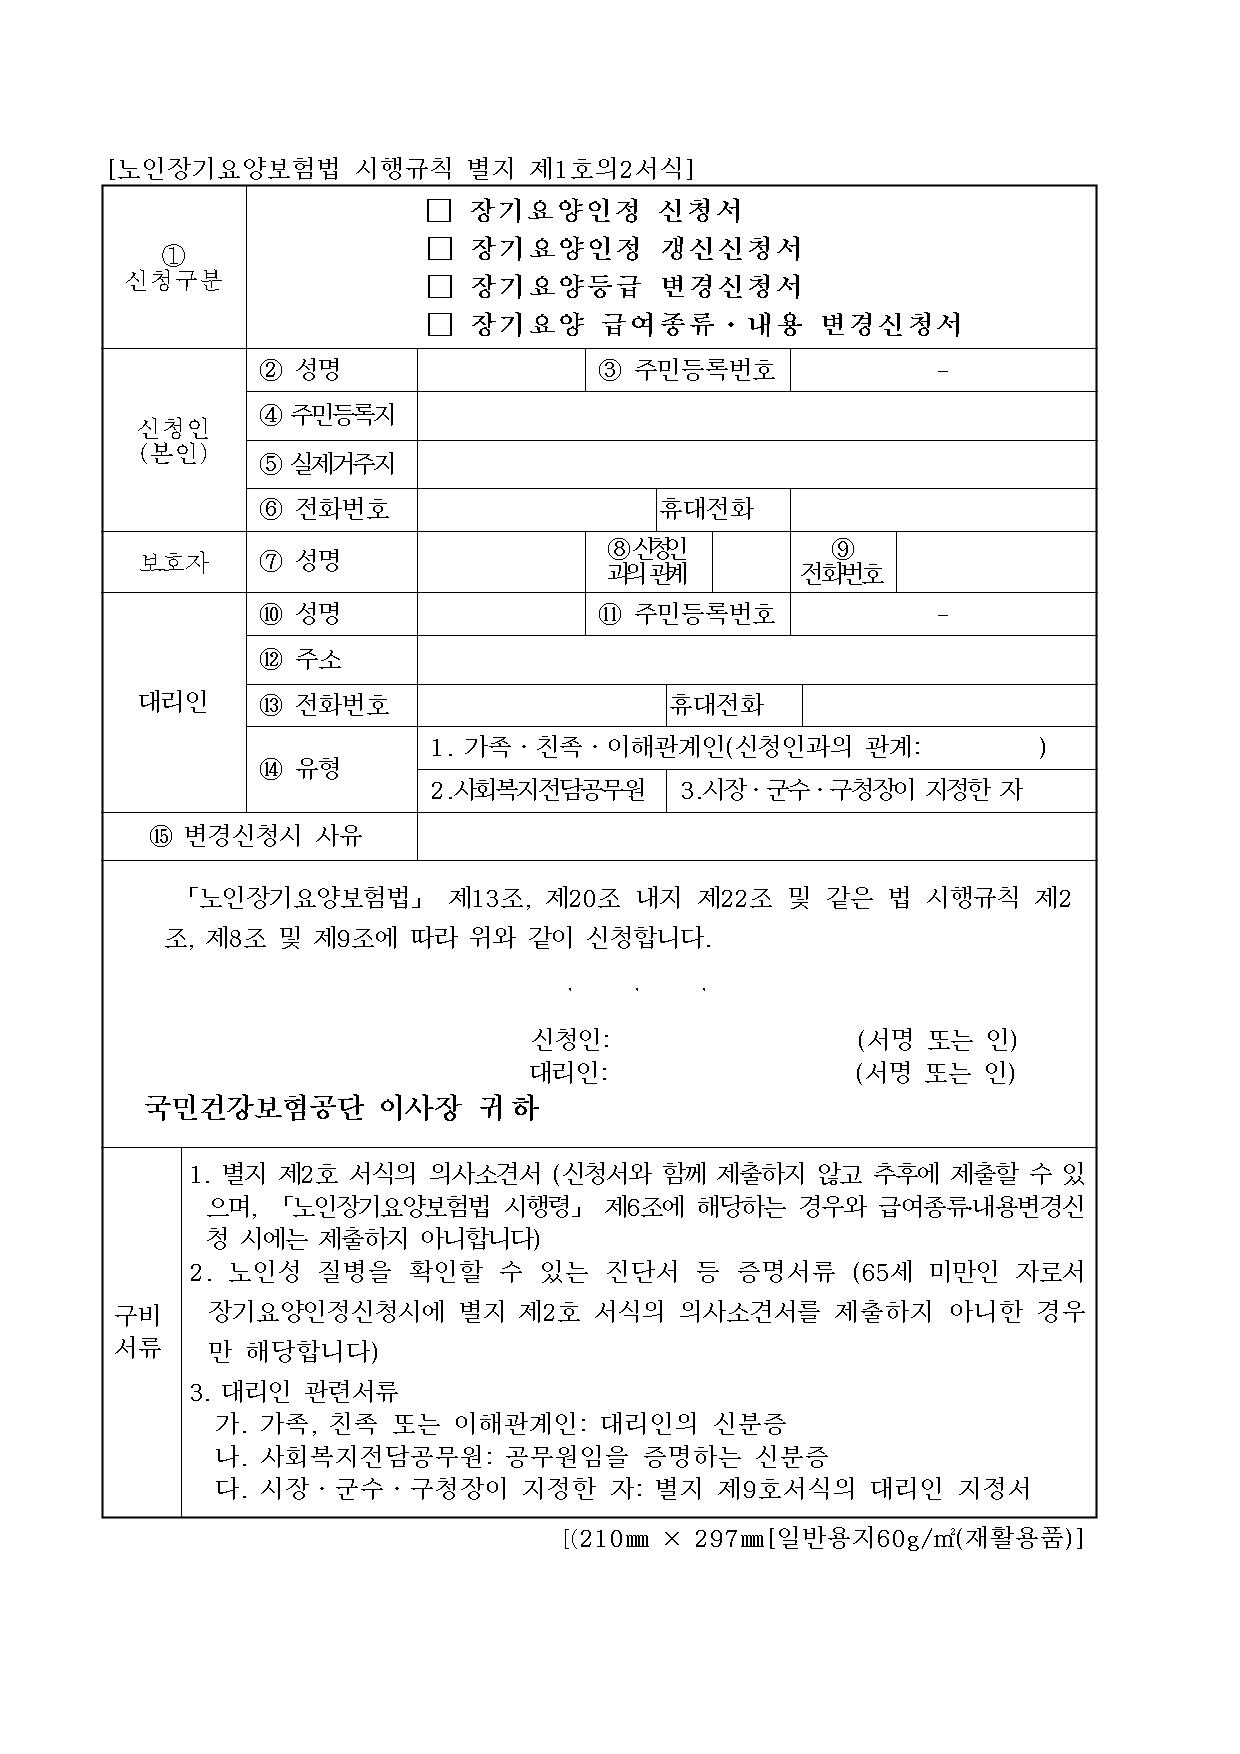 [노인장기요양보험법 시행규칙 별지 제1호의2서식]
①
신청구분
□ 장기요양인정 신청서
□ 장기요양인정 갱신신청서
□ 장기요양등급 변경신청서
□ 장기요양 급여종류·내용 변경신청서
신청인
(본인)
② 성명
③ 주민등록번호
-
④ 주민등록지
⑤ 실제거주지
⑥ 전화번호
휴대전화
보호자
⑦ 성명
⑧ 신청인
과의 관계
⑨
전화번호
대리인
⑩ 성명
⑪ 주민등록번호
-
⑫ 주소
⑬ 전화번호
휴대전화
⑭ 유형
1. 가족·친족·이해관계인(신청인과의 관계: )
2.사회복지전담공무원
3.시장·군수·구청장이 지정한 자
⑮ 변경신청시 사유
「노인장기요양보험법」 제13조, 제20조 내지 제22조 및 같은 법 시행규칙 제2
조, 제8조 및 제9조에 따라 위와 같이 신청합니다.
. . .
신청인: (서명 또는 인)
대리인: (서명 또는 인)
국민건강보험공단 이사장 귀하
구비
서류
1. 별지 제2호 서식의 의사소견서 (신청서와 함께 제출하지 않고 추후에 제출할 수 있
으며, 「노인장기요양보험법 시행령」 제6조에 해당하는 경우와 급여종류·내용변경신
청 시에는 제출하지 아니합니다)
2. 노인성 질병을 확인할 수 있는 진단서 등 증명서류 (65세 미만인 자로서
장기요양인정신청시에 별지 제2호 서식의 의사소견서를 제출하지 아니한 경우
만 해당합니다)
3. 대리인 관련서류
가. 가족, 친족 또는 이해관계인: 대리인의 신분증
나. 사회복지전담공무원: 공무원임을 증명하는 신분증
다. 시장·군수·구청장이 지정한 자: 별지 제9호서식의 대리인 지정서
[(210㎜ × 297㎜[일반용지60g/㎡(재활용품)]